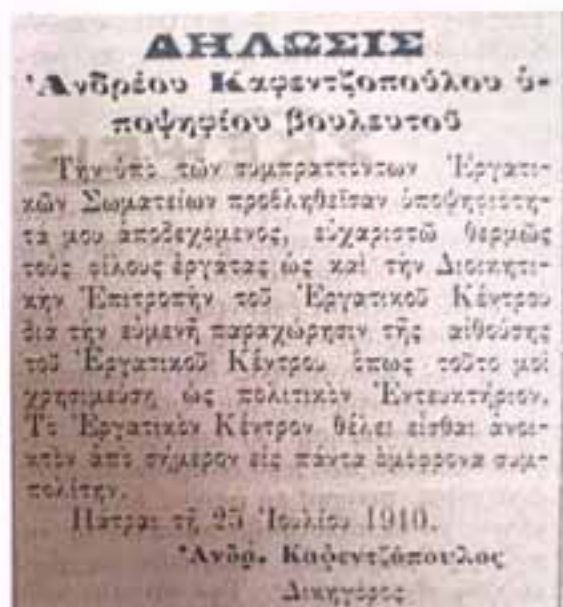 ΔΗΛΩΣΙΣ
Ἀνδρέου Καφεντζοπούλου ὑ-
ποψηφίου βουλευτοῦ
Τὴν ὑπὸ τῶν συμπραττόντων Ἐργατι-
κῶν Σωματείων προβληθεῖσαν ὑποψηφιότη-
τά μου ἀποδεχόμενος, εὐχαριστῶ θερμῶς
τοὺς φίλους ἐργάτας ὡς καὶ τὴν Διοικητι-
κὴν Ἐπιτροπὴν τοῦ Ἐργατικοῦ Κέντρου
διὰ τὴν εὐμενῆ παραχώρησιν τῆς αἰθούσης
τοῦ Ἐργατικοῦ Κέντρου ὅπως τοῦτο μοὶ
χρησιμεύσῃ ὡς πολιτικὸν Ἐντευκτήριον.
Τὸ Ἐργατικὸν Κέντρον θέλει εἶσθαι ἀνοι-
κτὸν ἀπὸ σήμερον εἰς πάντα ὁμόφρονα συμ-
πολίτην.
Πάτραι τῇ 25 Ἰουλίου 1910.
Ἀνδρ. Καφεντζόπουλος
Δικηγόρος